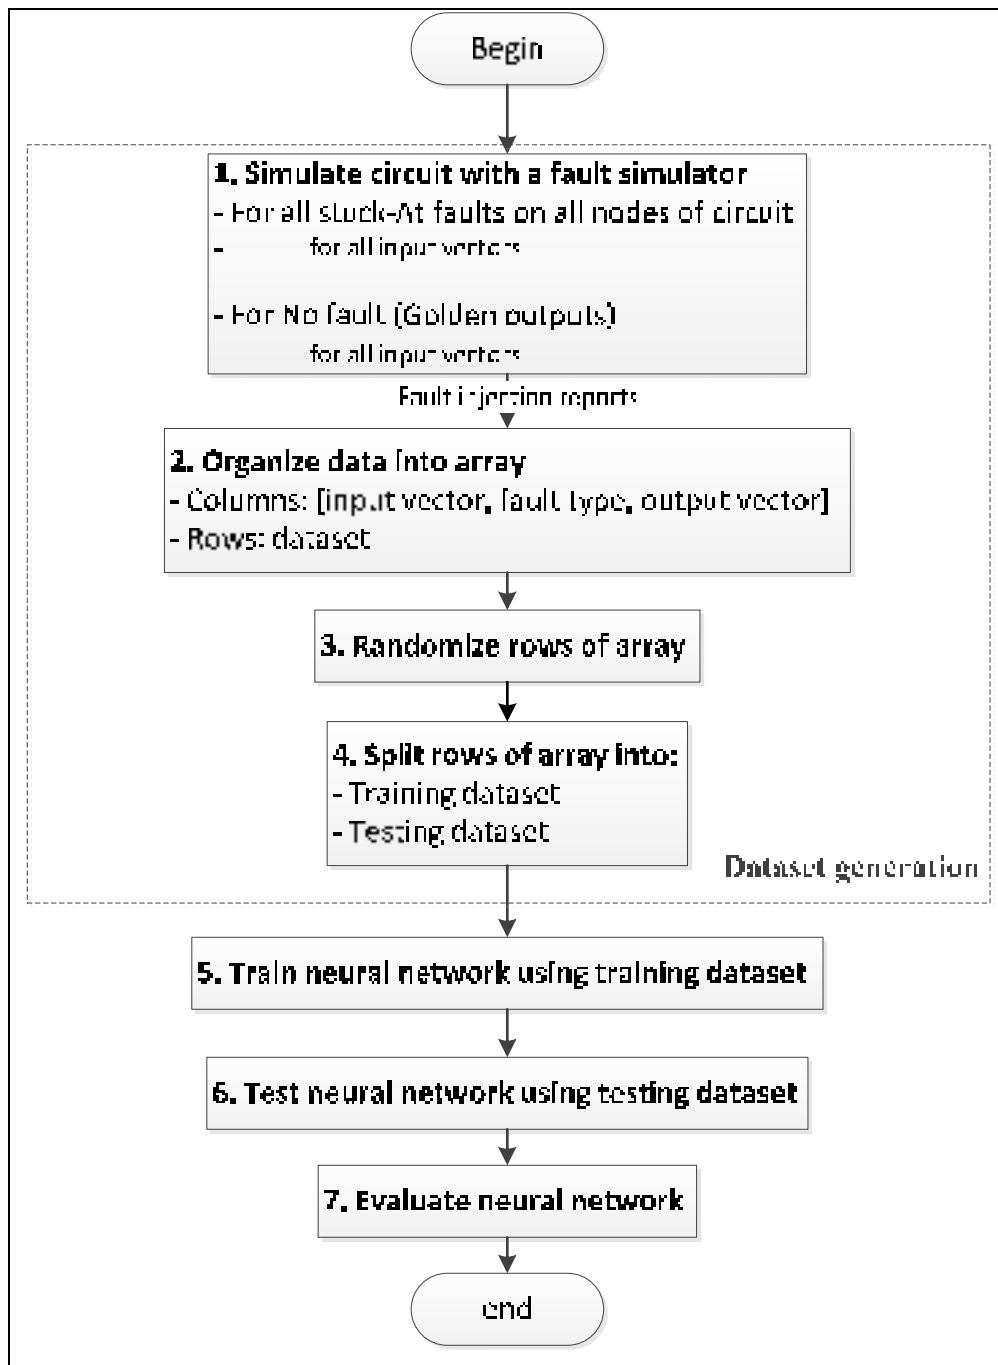 Begin
1. Simulate circuit with a fault simulator
- For all stuck-At faults on all nodes of circuit
- for all input vectors
- For No fault (Golden outputs)
for all input vectors
Fault injection reports
2. Organize data into array
- Columns: [input vector, fault type, output vector]
- Rows: dataset
3. Randomize rows of array
4. Split rows of array into:
- Training dataset
- Testing dataset
Dataset generation
5. Train neural network using training dataset
6. Test neural network using testing dataset
7. Evaluate neural network
end